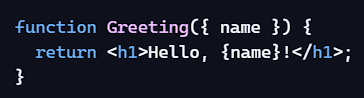 function Greeting({ name }) {
  return <h1>Hello, {name}!</h1>;
}